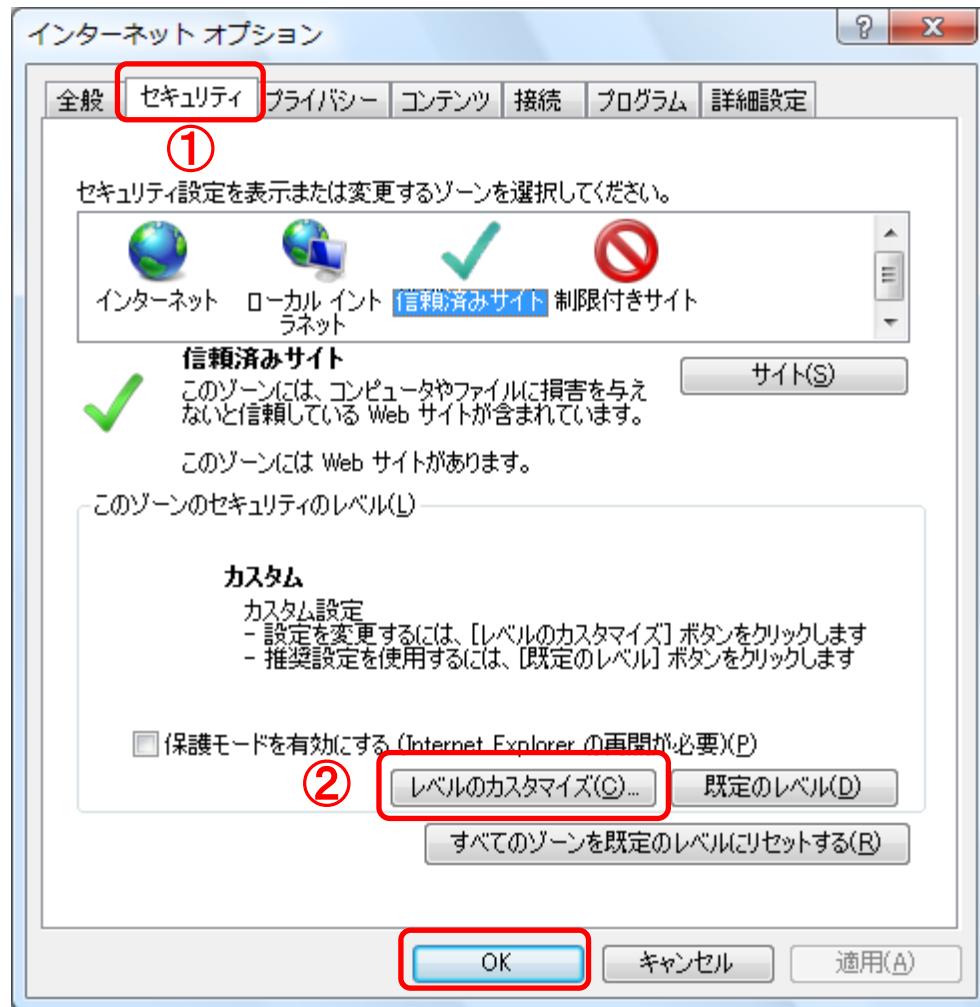 インターネット オプション
全般 セキュリティ プライバシー コンテンツ 接続 プログラム 詳細設定
①
セキュリティ設定を表示または変更するゾーンを選択してください。
インターネット
ローカル イント
ラネット
信頼済みサイト
制限付きサイト
信頼済みサイト
サイト(S)
このゾーンには、コンピュータやファイルに損害を与え
ないと信頼している Web サイトが含まれています。
このゾーンには Web サイトがあります。
このゾーンのセキュリティのレベル(L)
カスタム
カスタム設定
- 設定を変更するには、[レベルのカスタマイズ] ボタンをクリックします
- 推奨設定を使用するには、[既定のレベル] ボタンをクリックします
保護モードを有効にする (Internet Explorer の再開が必要)(P)
② レベルのカスタマイズ(C)... 既定のレベル(D)
すべてのゾーンを既定のレベルにリセットする(R)
OK キャンセル 適用(A)